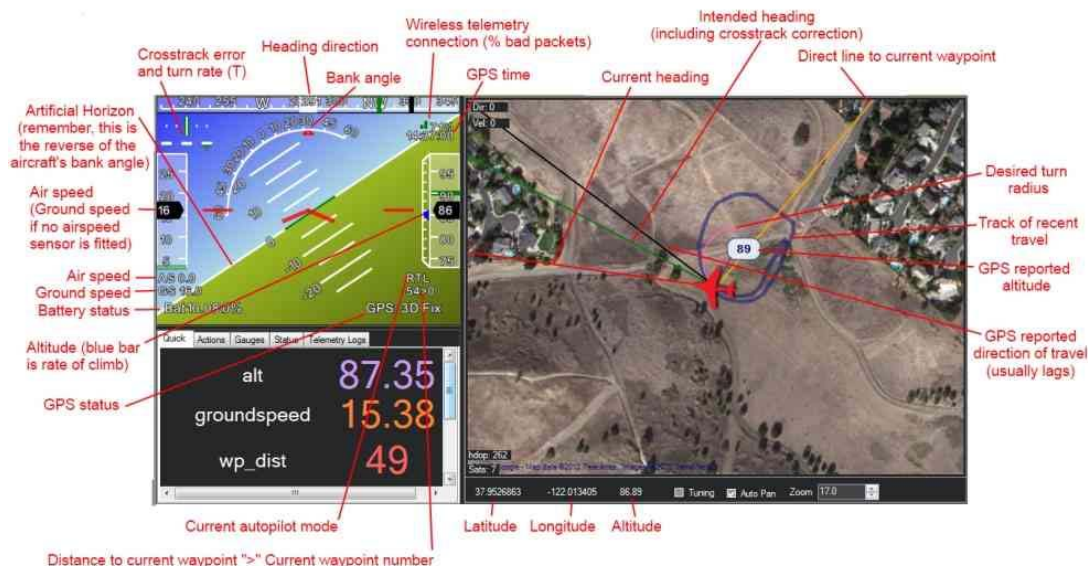 Crosstrack error
and turn rate (T)
Heading direction
Bank angle
Wireless telemetry
connection (% bad packets)
GPS time
Current heading
Intended heading
(including crosstrack correction)
Direct line to current waypoint
Artificial Horizon
(remember, this is
the reverse of the
aircraft's bank angle)
Air speed
(Ground speed
if no airspeed
sensor is fitted)
Air speed
Ground speed
Battery status
Altitude (blue bar
is rate of climb)
GPS status
Desired turn
radius
Track of recent
travel
GPS reported
altitude
GPS reported
direction of travel
(usually lags)
240 255 W
16
86
95
75
AS 0.0
GS 16.0
RTL
54>0
GPS: 3D Fix
Dir: 0
Vel: 0
89
Quick Actions Gauges Status Telemetry Logs
alt 87.35
groundspeed 15.38
wp_dist 49
hdop: 262
Sats: 7
37.9526863 -122.013405 86.89 Tuning Auto Pan Zoom 17.0
Latitude Longitude Altitude
Current autopilot mode
Distance to current waypoint ">" Current waypoint number